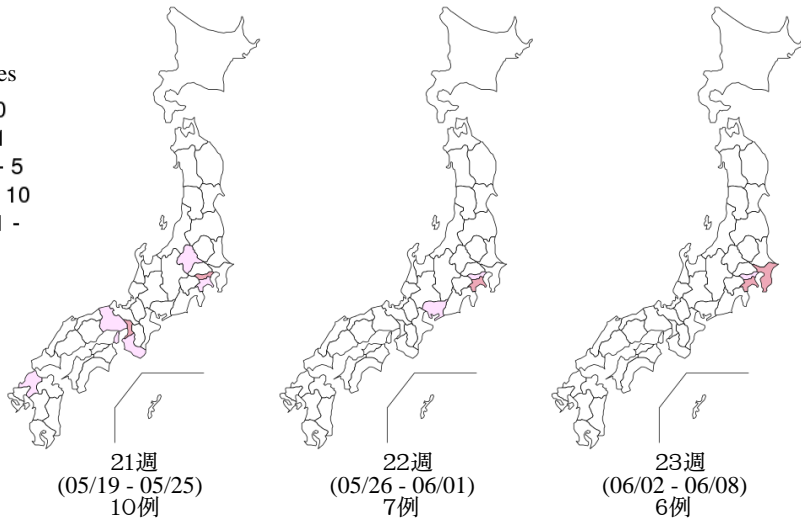 es
0
1
- 5
10
1 -
21週
(05/19 - 05/25)
10例
22週
(05/26 - 06/01)
7例
23週
(06/02 - 06/08)
6例